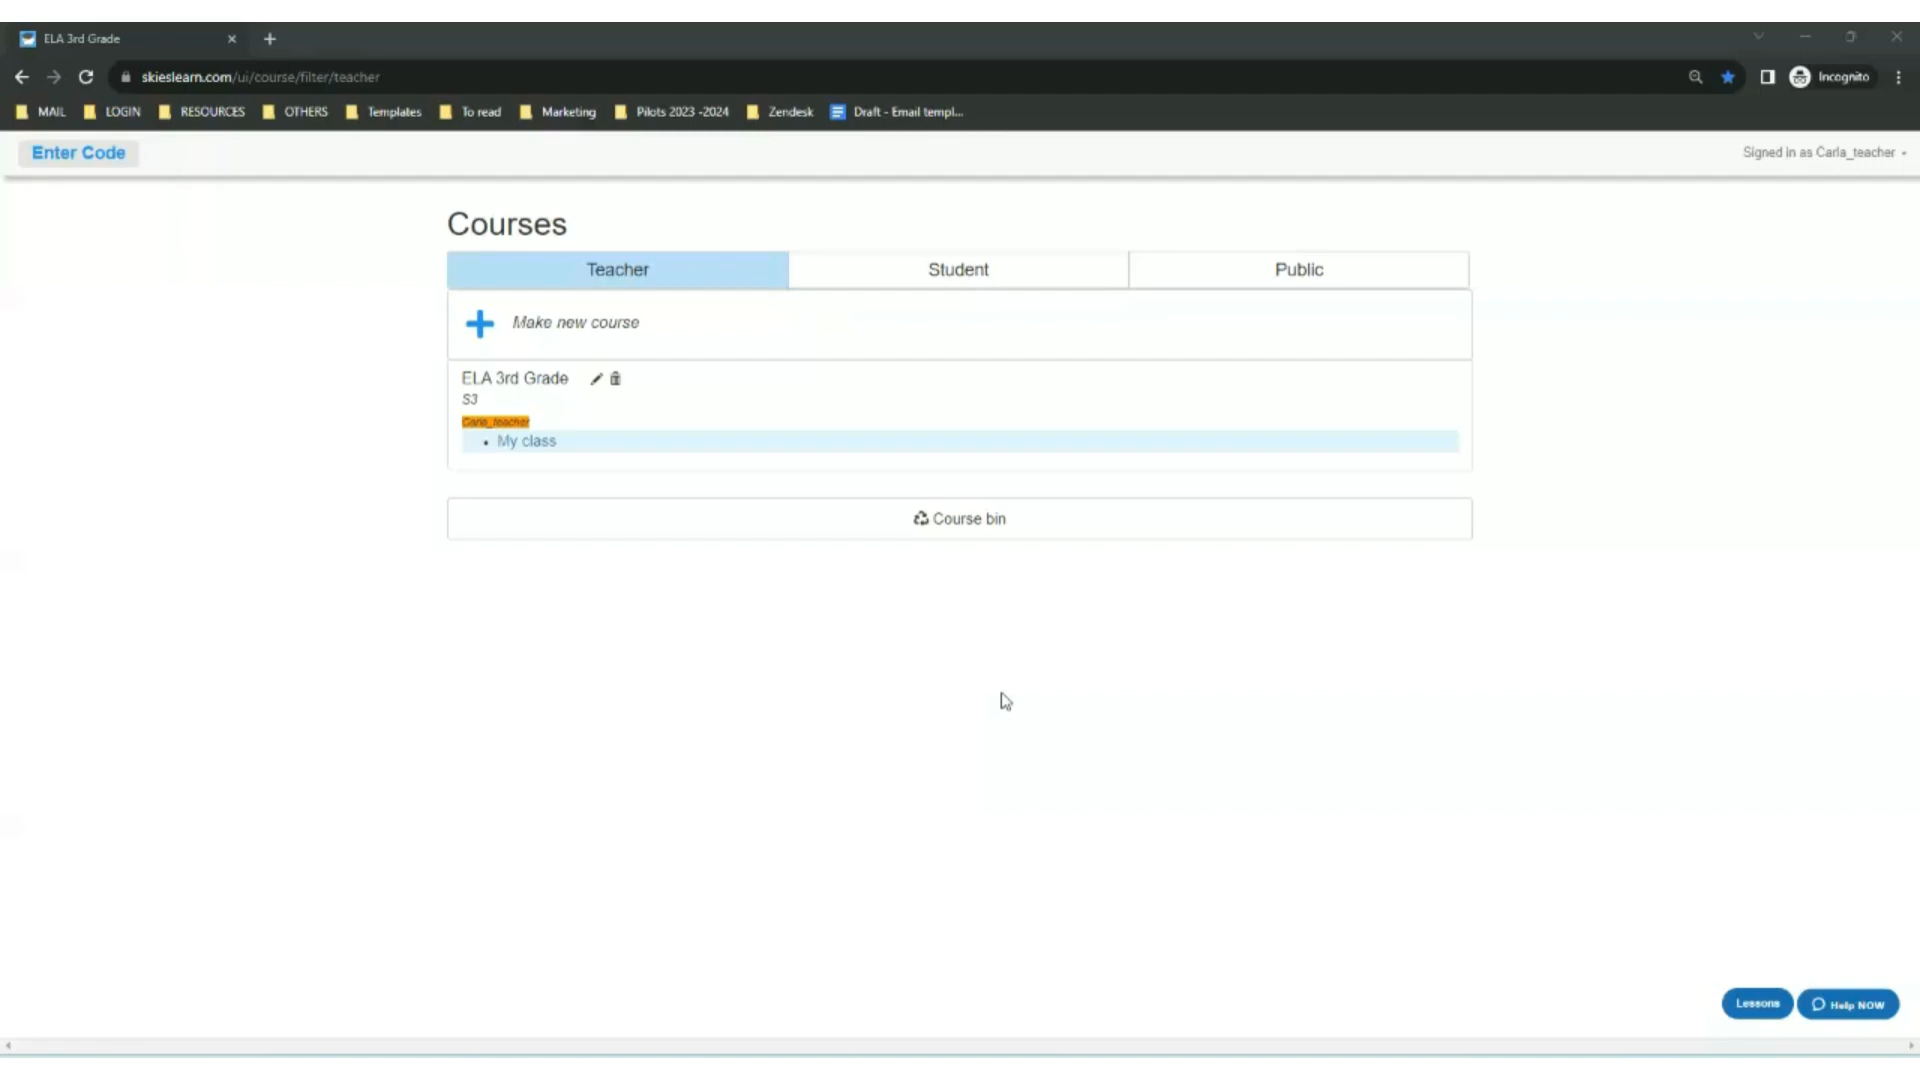 ELA 3rd Grade
skieslearn.com/ui/course/filter/teacher
Incognito
MAIL LOGIN RESOURCES OTHERS Templates To read Marketing Pilots 2023 -2024 Zendesk Draft - Email templ...
Enter Code
Signed in as Carla_teacher
Courses
Teacher Student Public
Make new course
ELA 3rd Grade
S3
Carla_teacher
My class
Course bin
Lessons
Help NOW